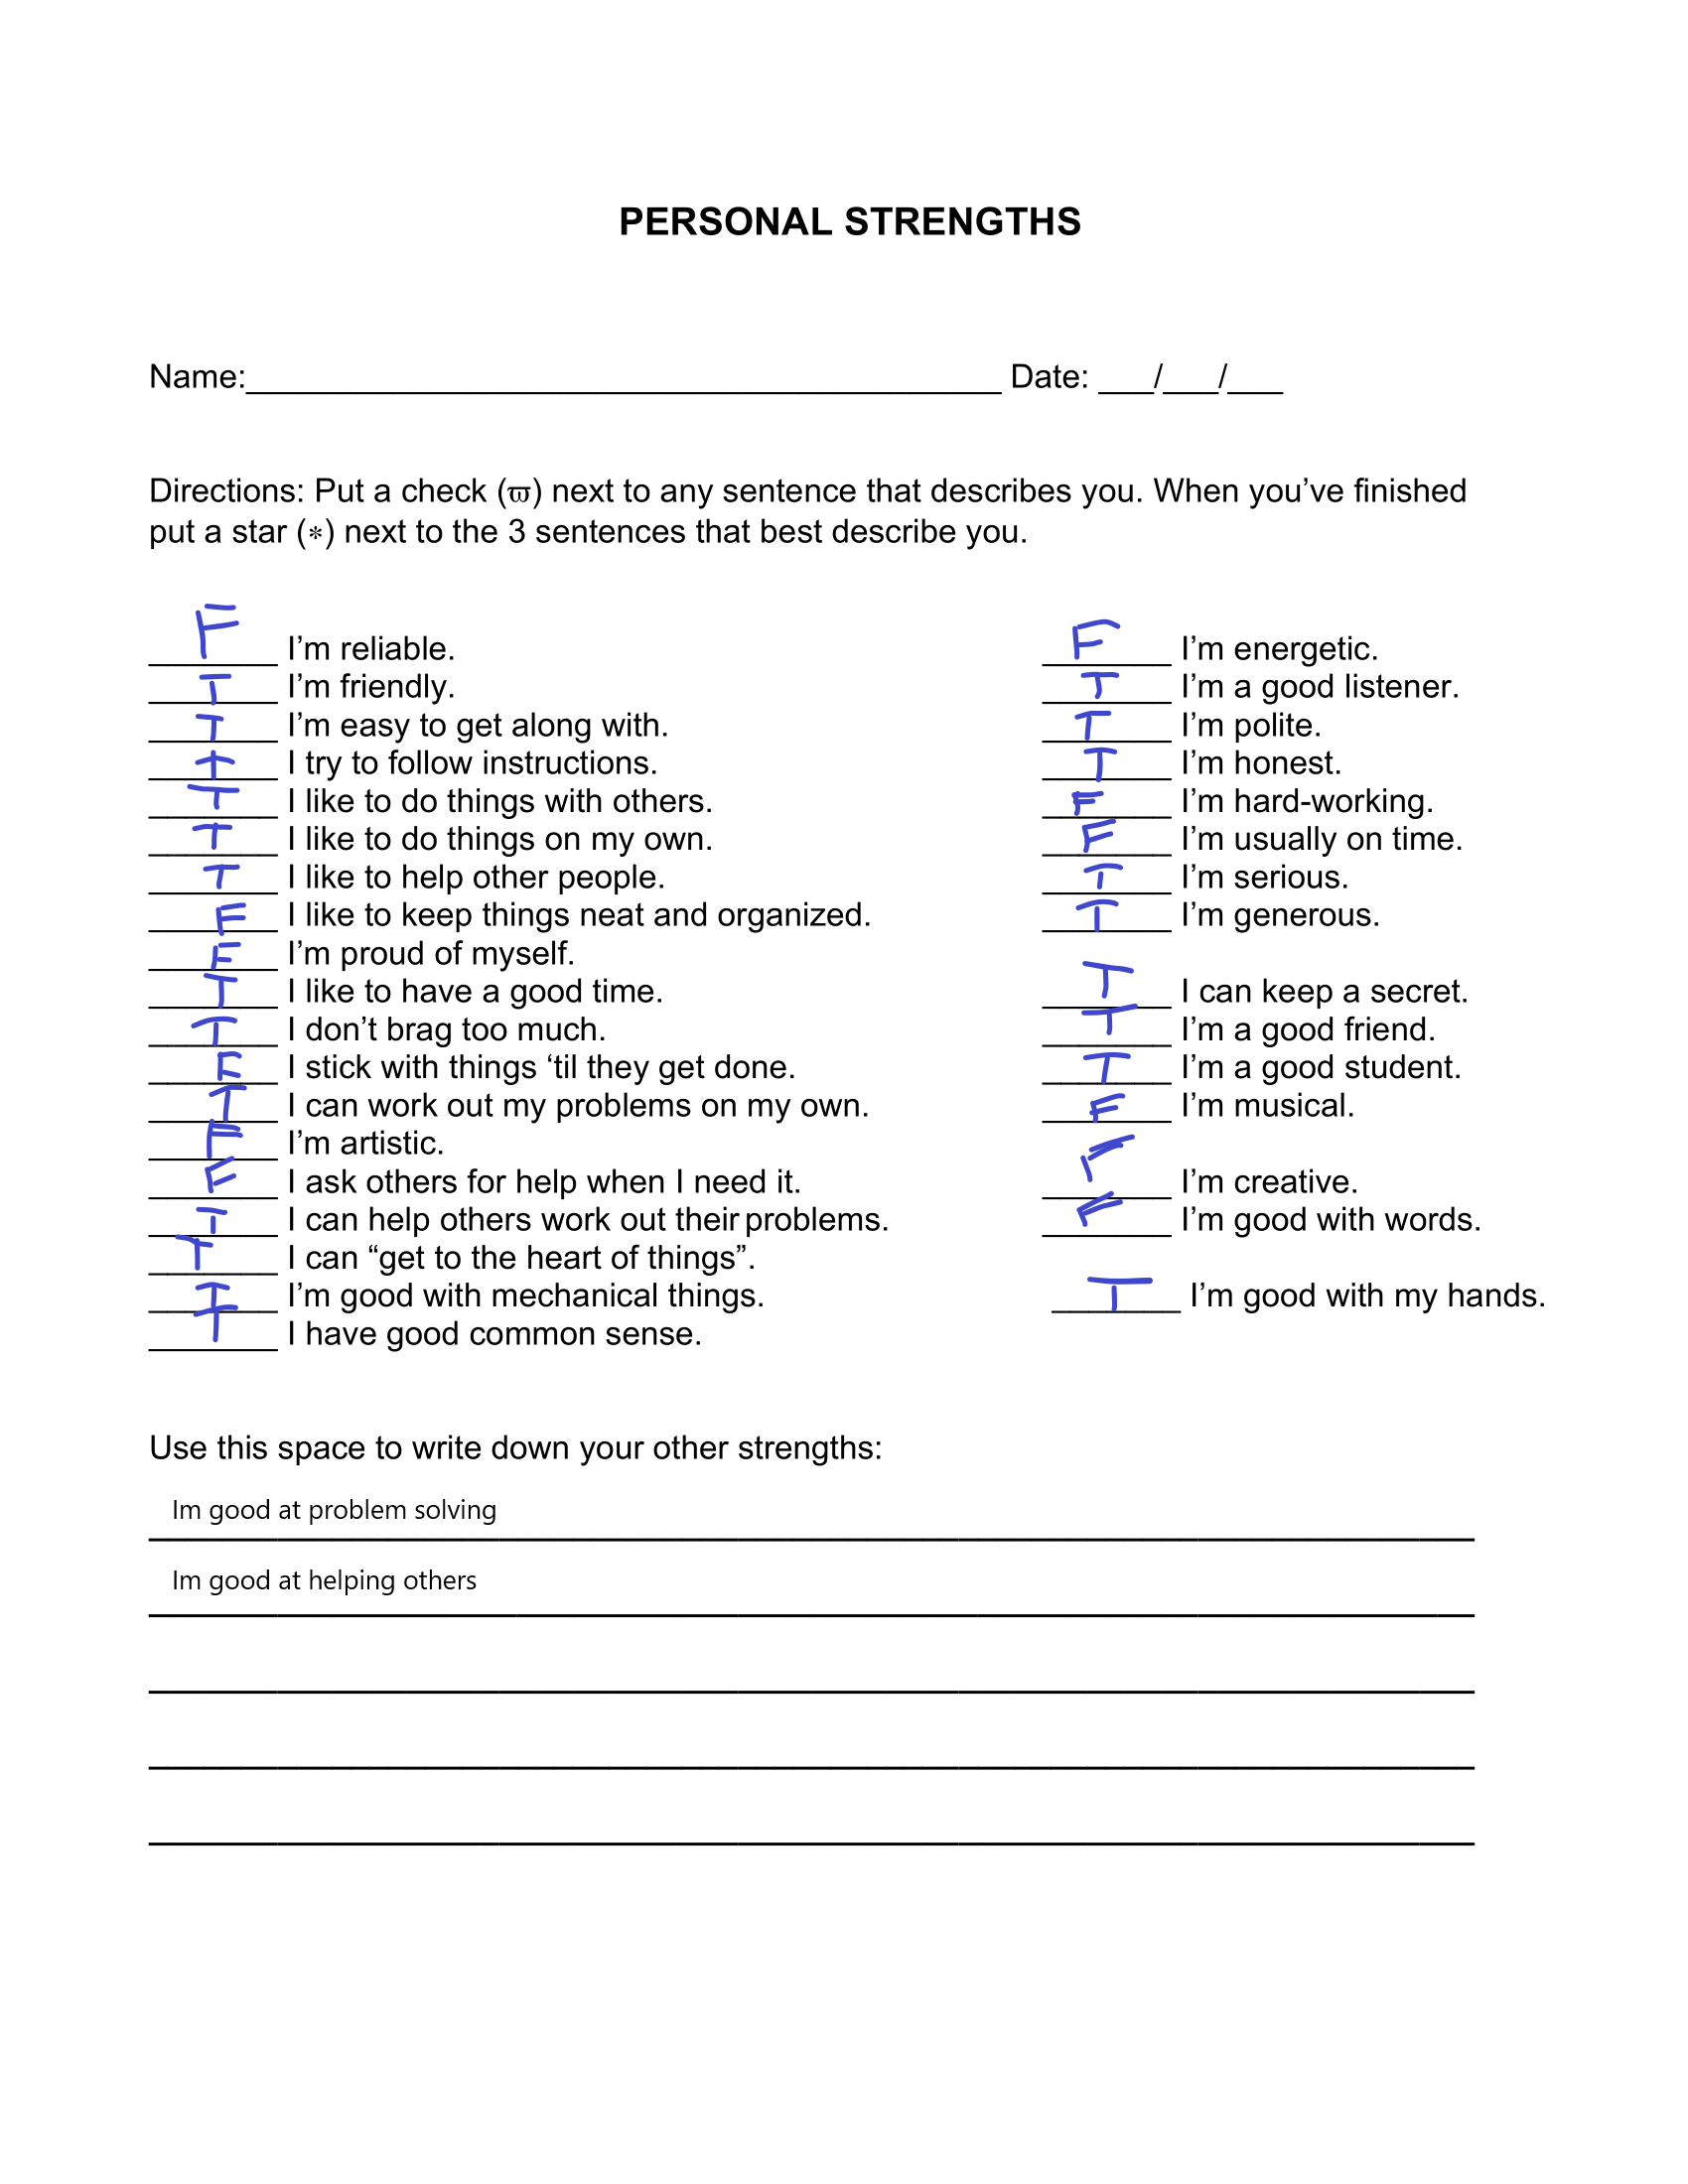 PERSONAL STRENGTHS
Name:_________________________________________ Date: ___/___/___
Directions: Put a check (ϖ) next to any sentence that describes you. When you’ve finished
put a star (∗) next to the 3 sentences that best describe you.
F I’m reliable.
T I’m friendly.
T I’m easy to get along with.
T I try to follow instructions.
T I like to do things with others.
T I like to do things on my own.
T I like to help other people.
F I like to keep things neat and organized.
F I’m proud of myself.
T I like to have a good time.
T I don’t brag too much.
F I stick with things ‘til they get done.
T I can work out my problems on my own.
F I’m artistic.
F I ask others for help when I need it.
T I can help others work out their problems.
T I can “get to the heart of things”.
T I’m good with mechanical things.
T I have good common sense.
F I’m energetic.
T I’m a good listener.
T I’m polite.
T I’m honest.
F I’m hard-working.
F I’m usually on time.
T I’m serious.
T I’m generous.
T I can keep a secret.
T I’m a good friend.
T I’m a good student.
F I’m musical.
F I’m creative.
F I’m good with words.
T I’m good with my hands.
Use this space to write down your other strengths:
Im good at problem solving
Im good at helping others